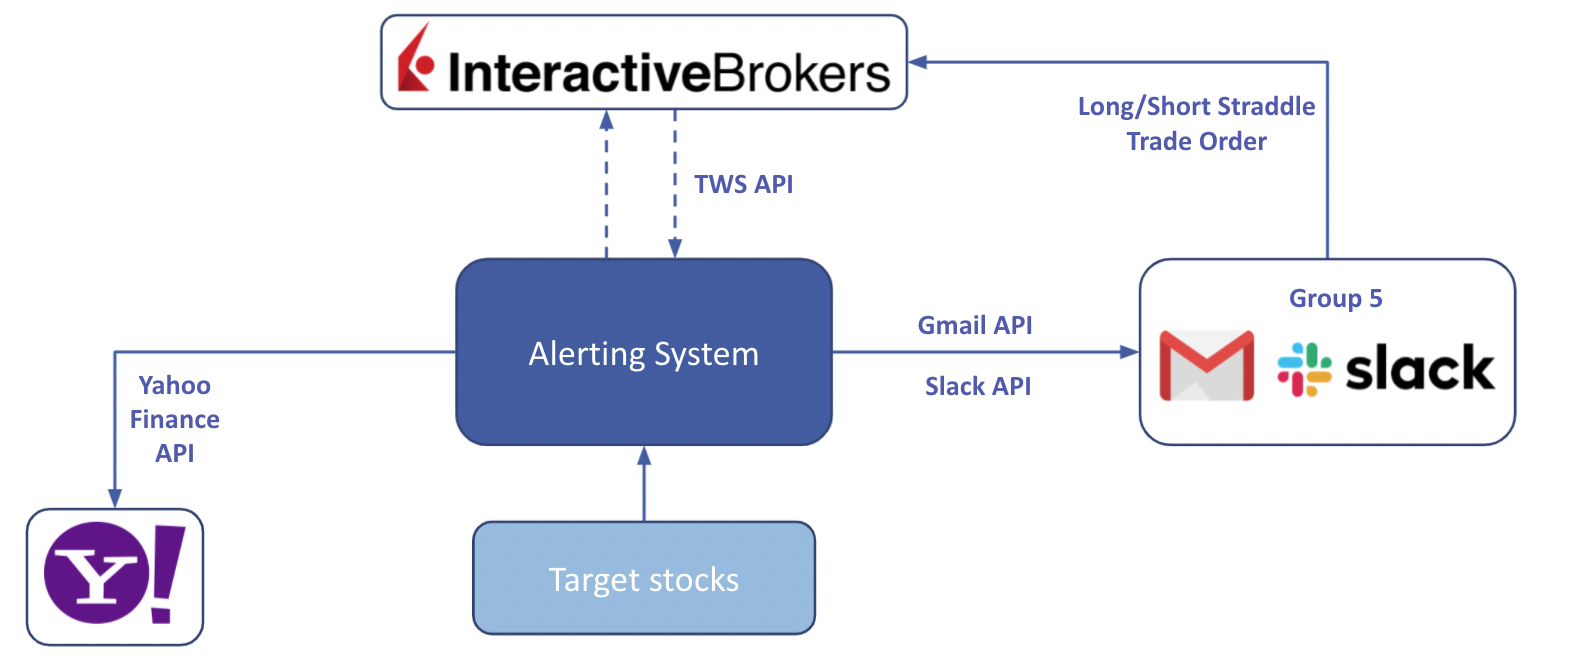 InteractiveBrokers
Long/Short Straddle
Trade Order
TWS API
Group 5
Gmail API
Alerting System
slack
Slack API
Yahoo
Finance
API
Y!
Target stocks